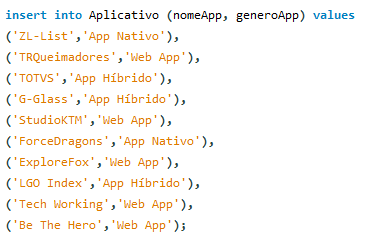 insert into Aplicativo (nomeApp, generoApp) values
('ZL-List','App Nativo'),
('TRQueimadores','Web App'),
('TOTVS','App Híbrido'),
('G-Glass','App Híbrido'),
('StudioKTM','Web App'),
('ForceDragons','App Nativo'),
('ExploreFox','Web App'),
('LGO Index','App Híbrido'),
('Tech Working','Web App'),
('Be The Hero','Web App');